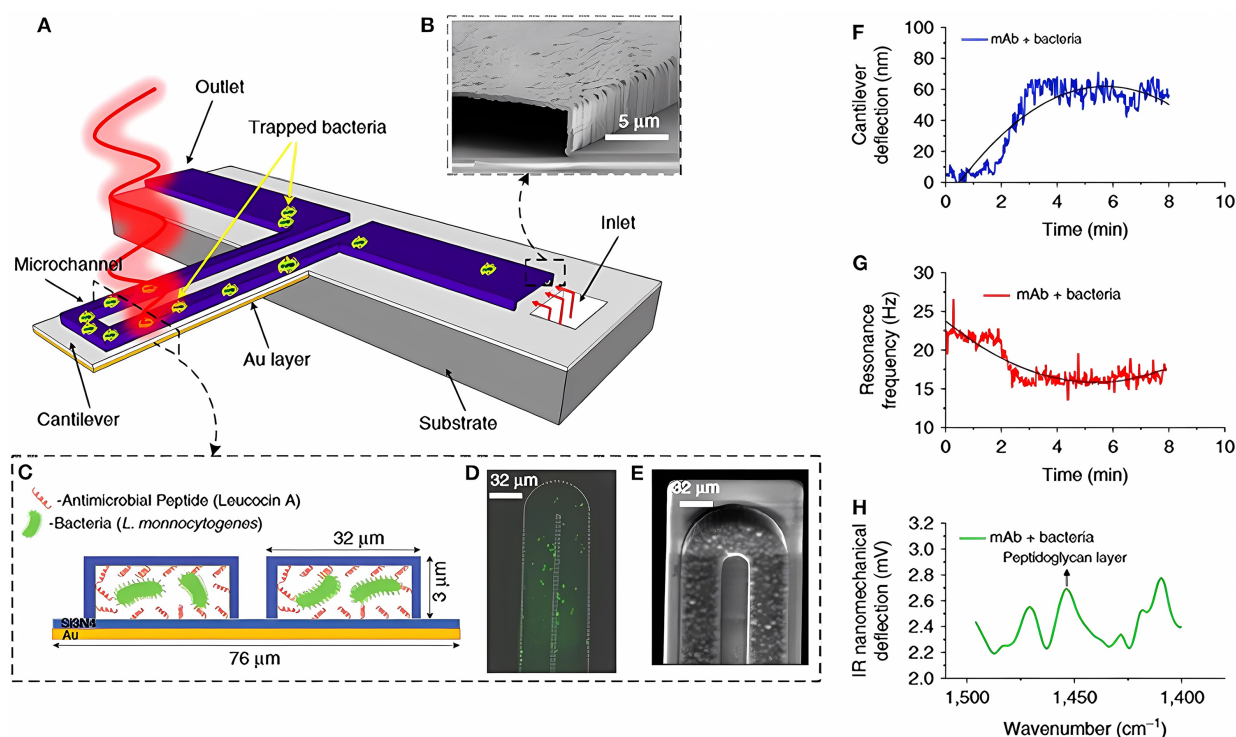 A
Outlet
Trapped bacteria
Microchannel
Inlet
Au layer
Cantilever
Substrate
B
5 μm
C
-Antimicrobial Peptide (Leucocin A)
-Bacteria (L. monnocytogenes)
32 μm
3 μm
Si3N4
Au
76 μm
D
32 μm
E
32 μm
F
mAb + bacteria
Cantilever
deflection (nm)
100
80
60
40
20
0
0 2 4 6 8 10
Time (min)
G
mAb + bacteria
Resonance
frequency (Hz)
30
25
20
15
10
0 2 4 6 8 10
Time (min)
H
mAb + bacteria
Peptidoglycan layer
IR nanomechanical
deflection (mV)
3.2
3.0
2.8
2.6
2.4
2.2
2.0
1,500 1,450 1,400
Wavenumber (cm⁻¹)